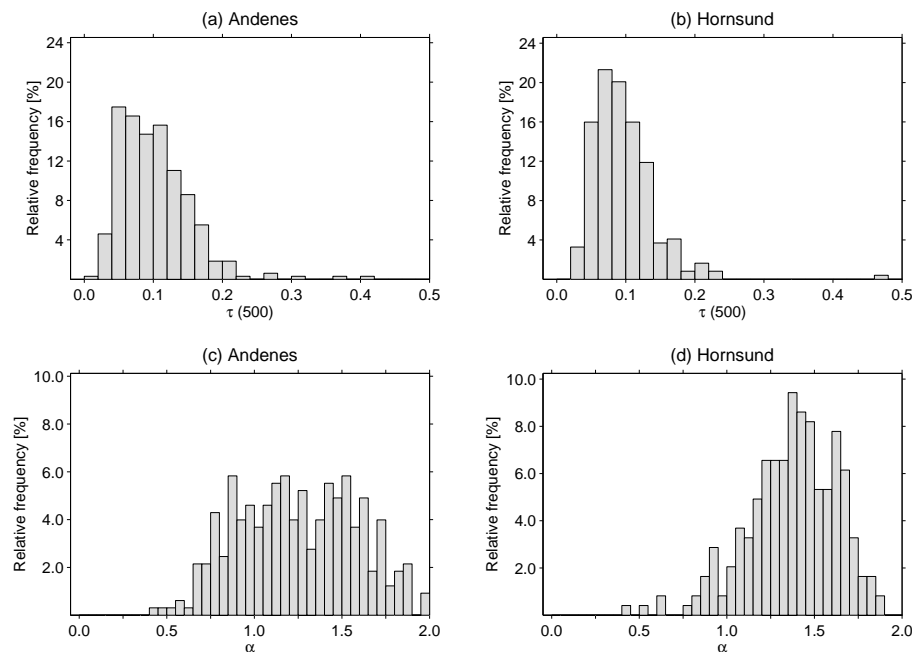 (a) Andenes
24
20
16
12
8
4
Relative frequency [%]
0.0 0.1 0.2 0.3 0.4 0.5
τ (500)
(b) Hornsund
24
20
16
12
8
4
Relative frequency [%]
0.0 0.1 0.2 0.3 0.4 0.5
τ (500)
(c) Andenes
10.0
8.0
6.0
4.0
2.0
Relative frequency [%]
0.0 0.5 1.0 1.5 2.0
α
(d) Hornsund
10.0
8.0
6.0
4.0
2.0
Relative frequency [%]
0.0 0.5 1.0 1.5 2.0
α